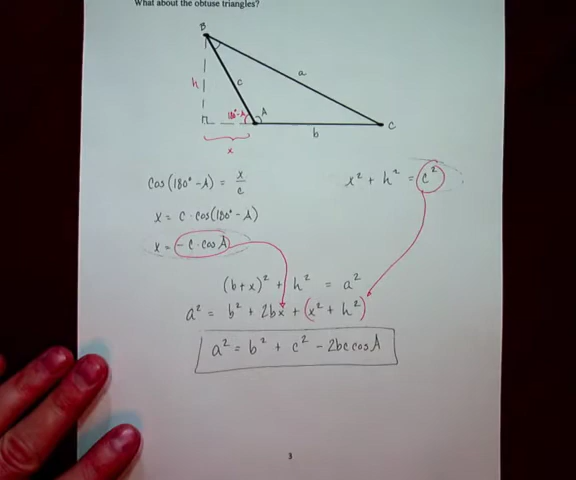 What about the obtuse triangles?
B
h
c
a
180° - A
A
C
b
x
cos(180° - A) = x/c
x² + h² = c²
x = c · cos(180° - A)
x = - c · cos A
(b+x)² + h² = a²
a² = b² + 2bx + (x² + h²)
a² = b² + c² - 2bc cos A
3